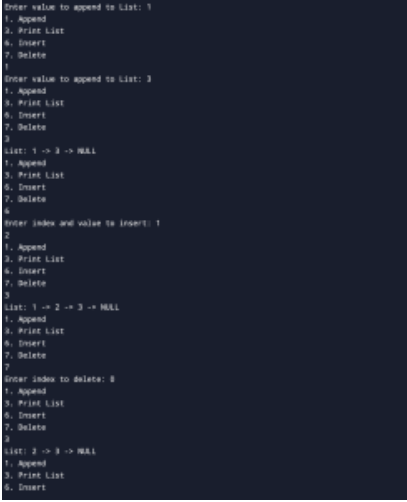 Enter value to append to List: 1
1. Append
3. Print List
6. Insert
7. Delete
1
Enter value to append to List: 3
1. Append
3. Print List
6. Insert
7. Delete
3
List: 1 -> 3 -> NULL
1. Append
3. Print List
6. Insert
7. Delete
6
Enter index and value to insert: 1
2
1. Append
3. Print List
6. Insert
7. Delete
3
List: 1 -> 2 -> 3 -> NULL
1. Append
3. Print List
6. Insert
7. Delete
7
Enter index to delete: 0
1. Append
3. Print List
6. Insert
7. Delete
3
List: 2 -> 3 -> NULL
1. Append
3. Print List
6. Insert